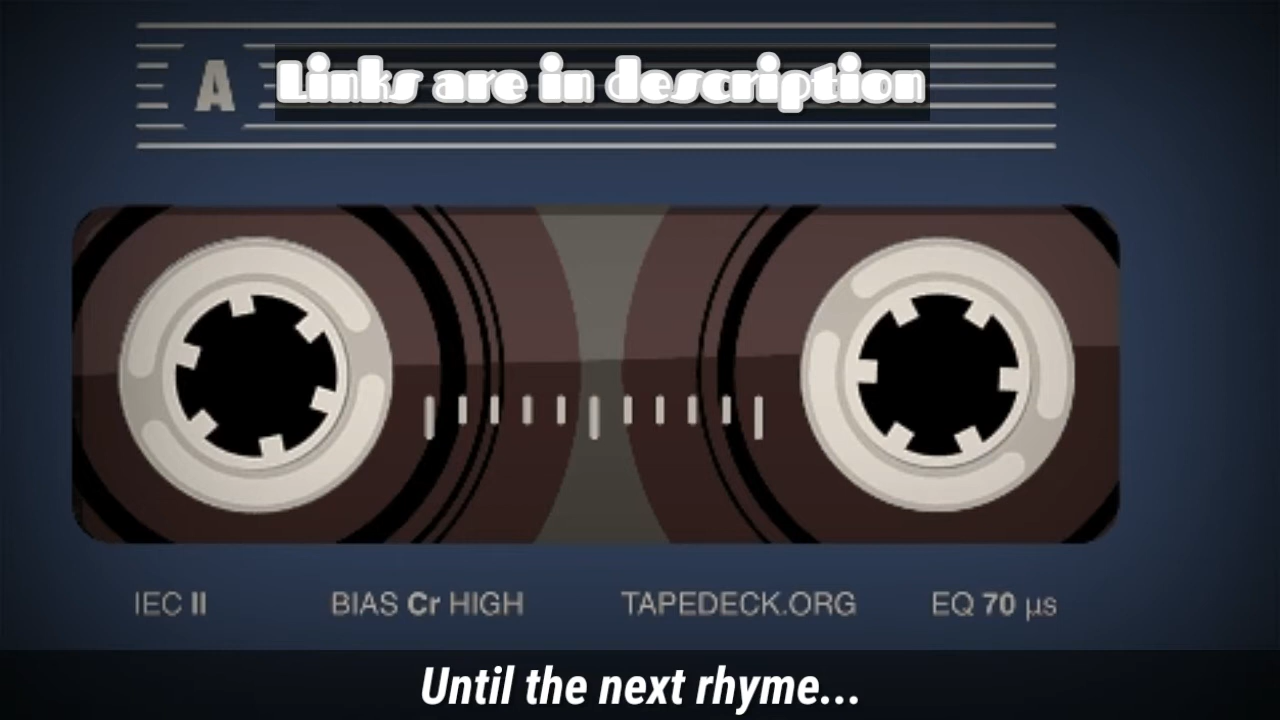 A
Links are in description
IEC II
BIAS Cr HIGH
TAPEDECK.ORG
EQ 70 µs
Until the next rhyme...